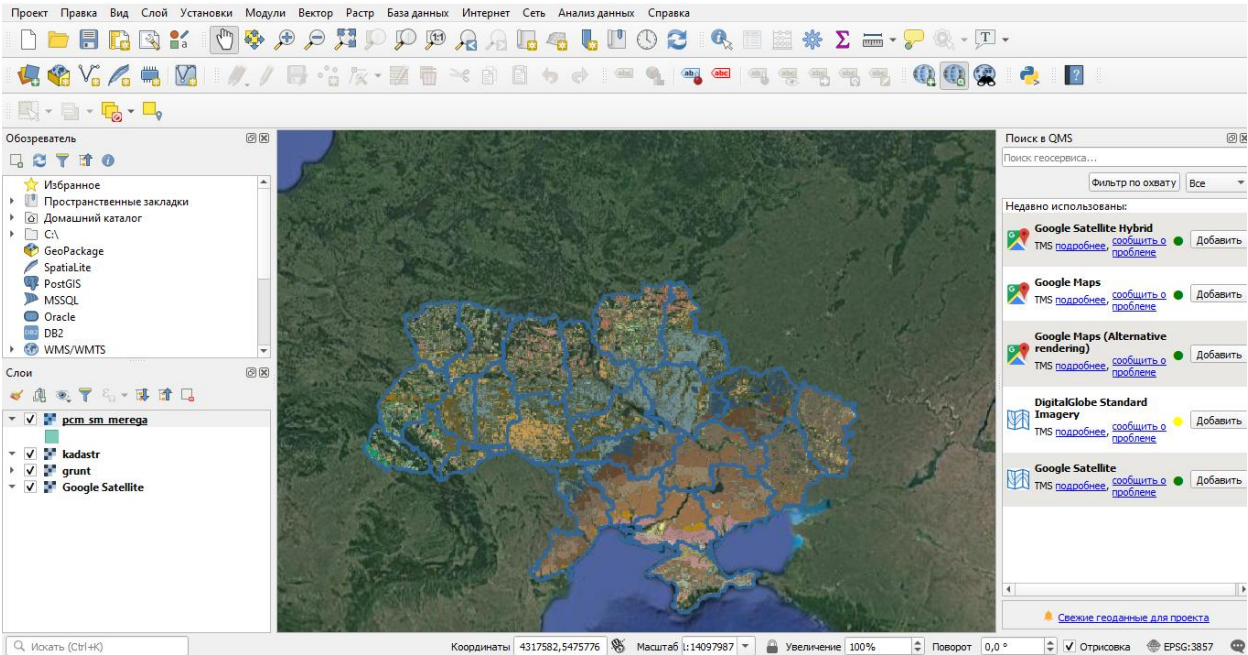 Проект Правка Вид Слой Установки Модули Вектор Растр База данных Интернет Сеть Анализ данных Справка
Обозреватель
Избранное
Пространственные закладки
Домашний каталог
C:\
GeoPackage
SpatiaLite
PostGIS
MSSQL
Oracle
DB2
WMS/WMTS
Слои
pcm_sm_merega
kadastr
grunt
Google Satellite
Поиск в QMS
Поиск геосервиса...
Фильтр по охвату Все
Недавно использованы:
Google Satellite Hybrid
TMS подробнее, сообщить о проблеме Добавить
Google Maps
TMS подробнее, сообщить о проблеме Добавить
Google Maps (Alternative
rendering)
TMS подробнее, сообщить о проблеме Добавить
DigitalGlobe Standard
Imagery
TMS подробнее, сообщить о проблеме Добавить
Google Satellite
TMS подробнее, сообщить о проблеме Добавить
Свежие геоданные для проекта
Искать (Ctrl+K) Координаты 4317582,5475776 Масштаб 1:14097987 Увеличение 100% Поворот 0,0 ° Отрисовка EPSG:3857